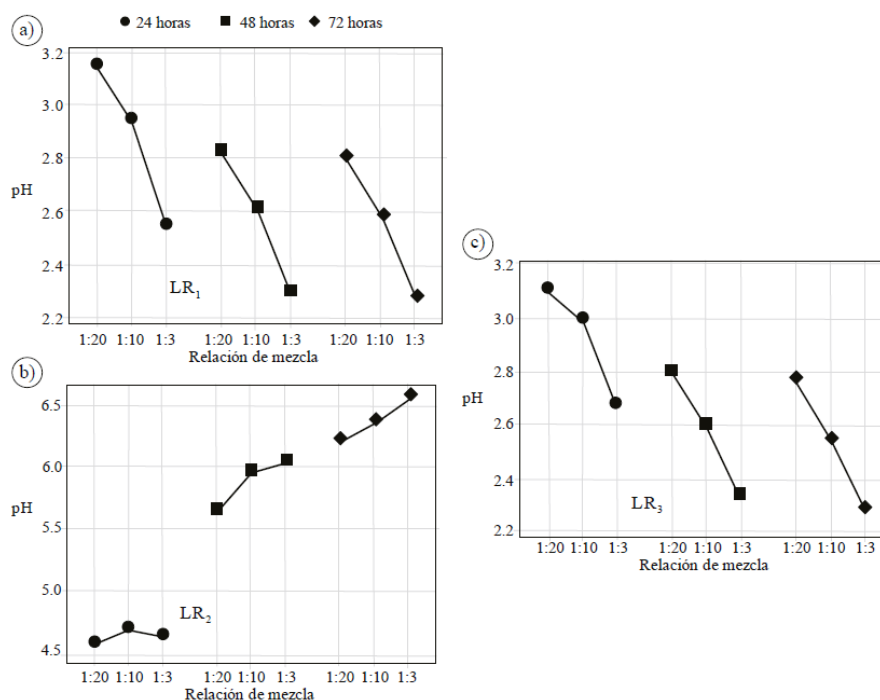 a)
24 horas 48 horas 72 horas
3.2
3.0
2.8
pH
2.6
2.4
2.2
LR1
1:20 1:10 1:3 1:20 1:10 1:3 1:20 1:10 1:3
Relación de mezcla
b)
6.5
6.0
pH
5.5
5.0
4.5
LR2
1:20 1:10 1:3 1:20 1:10 1:3 1:20 1:10 1:3
Relación de mezcla
c)
3.2
3.0
2.8
pH
2.6
2.4
2.2
LR3
1:20 1:10 1:3 1:20 1:10 1:3 1:20 1:10 1:3
Relación de mezcla